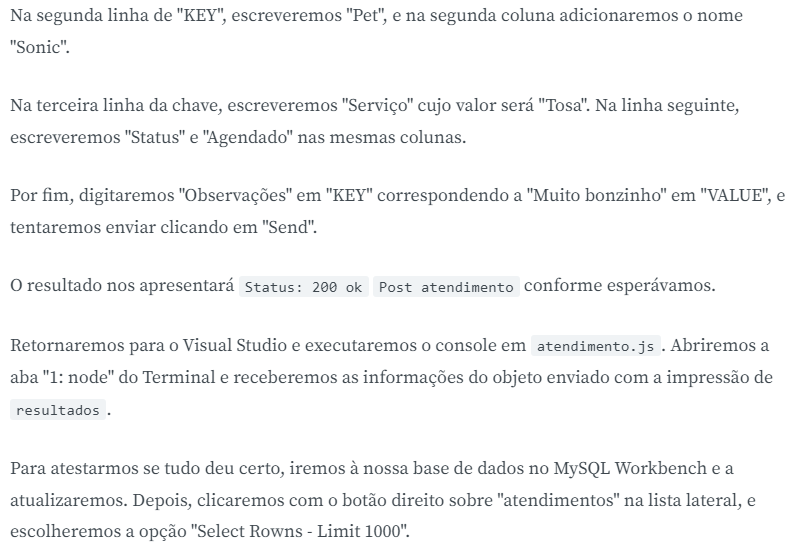 Na segunda linha de "KEY", escreveremos "Pet", e na segunda coluna adicionaremos o nome
"Sonic".
Na terceira linha da chave, escreveremos "Serviço" cujo valor será "Tosa". Na linha seguinte,
escreveremos "Status" e "Agendado" nas mesmas colunas.
Por fim, digitaremos "Observações" em "KEY" correspondendo a "Muito bonzinho" em "VALUE", e
tentaremos enviar clicando em "Send".
O resultado nos apresentará Status: 200 ok Post atendimento conforme esperávamos.
Retornaremos para o Visual Studio e executaremos o console em atendimento.js. Abriremos a
aba "1: node" do Terminal e receberemos as informações do objeto enviado com a impressão de
resultados.
Para atestarmos se tudo deu certo, iremos à nossa base de dados no MySQL Workbench e a
atualizaremos. Depois, clicaremos com o botão direito sobre "atendimentos" na lista lateral, e
escolheremos a opção "Select Rowns - Limit 1000".